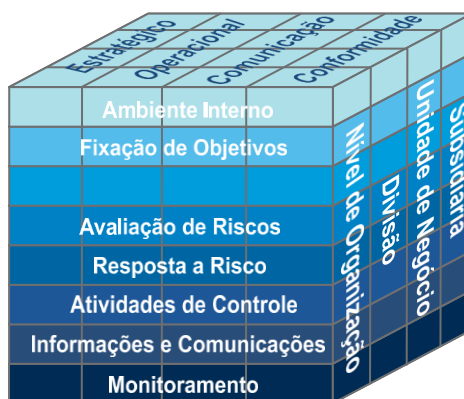 Estratégico
Operacional
Comunicação
Conformidade
Ambiente Interno
Fixação de Objetivos
Avaliação de Riscos
Resposta a Risco
Atividades de Controle
Informações e Comunicações
Monitoramento
Nível de Organização
Divisão
Unidade de Negócio
Subsidiaria